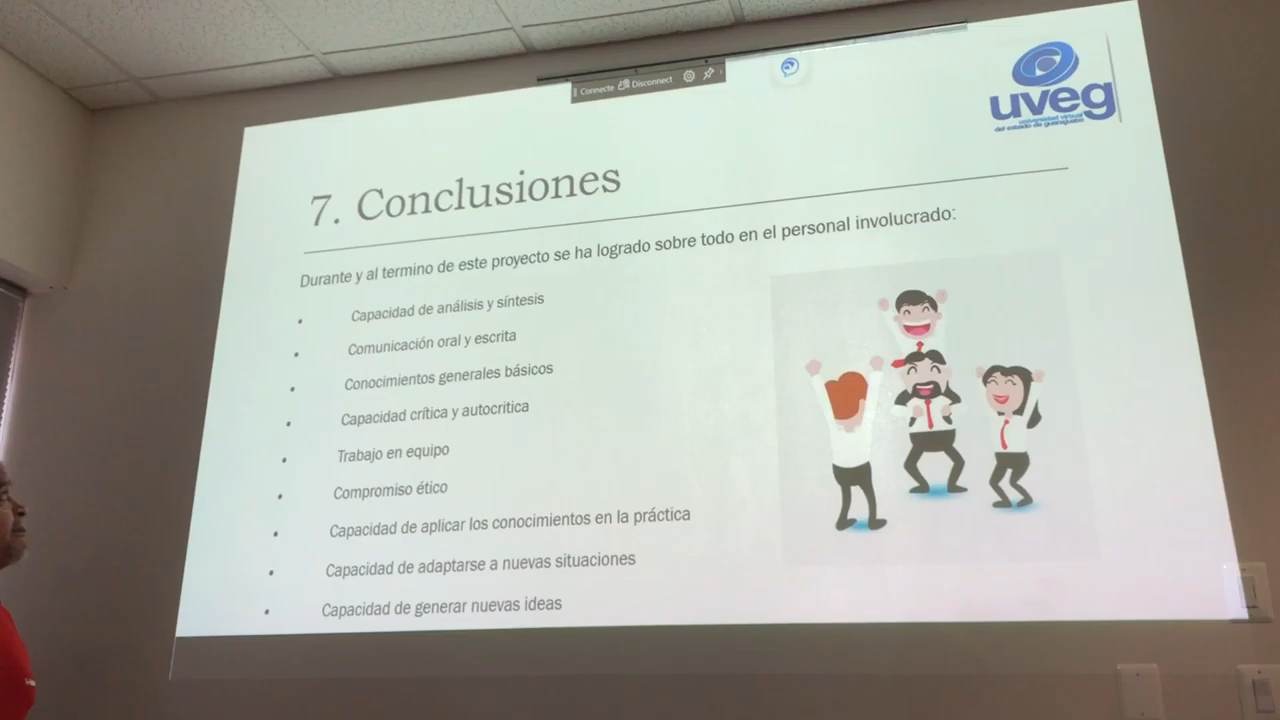 Connecte Disconnect
uveg
universidad virtual
del estado de guanajuato
7. Conclusiones
Durante y al termino de este proyecto se ha logrado sobre todo en el personal involucrado:
• Capacidad de análisis y síntesis
• Comunicación oral y escrita
• Conocimientos generales básicos
• Capacidad crítica y autocritica
• Trabajo en equipo
• Compromiso ético
• Capacidad de aplicar los conocimientos en la práctica
• Capacidad de adaptarse a nuevas situaciones
• Capacidad de generar nuevas ideas